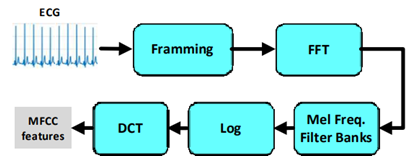 ECG
Framming
FFT
MFCC
features
DCT
Log
Mel Freq.
Filter Banks